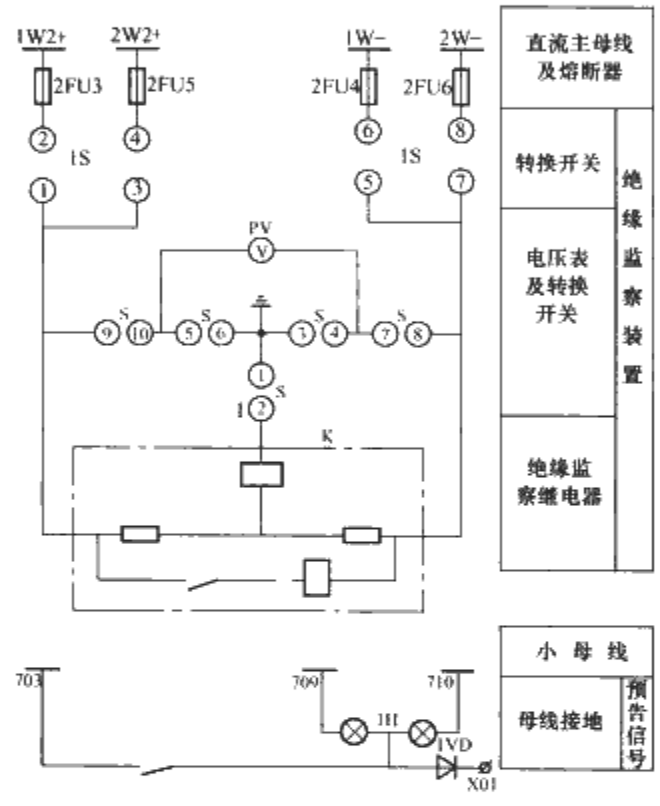 1W2+ 2W2+ 1W- 2W-
2FU3 2FU5 2FU4 2FU6
② ④ ⑥ ⑧
1S 1S
① ③ ⑤ ⑦
PV
V
S S S S
⑨ ⑩ ⑤ ⑥ ③ ④ ⑦ ⑧
①
S
1 ②
K
703 709 710
1H
1VD
X01
直流主母线
及熔断器
转换开关
电压表
及转换
开关
绝缘监
察继电器
绝缘监察装置
小母线
母线接地
预告信号